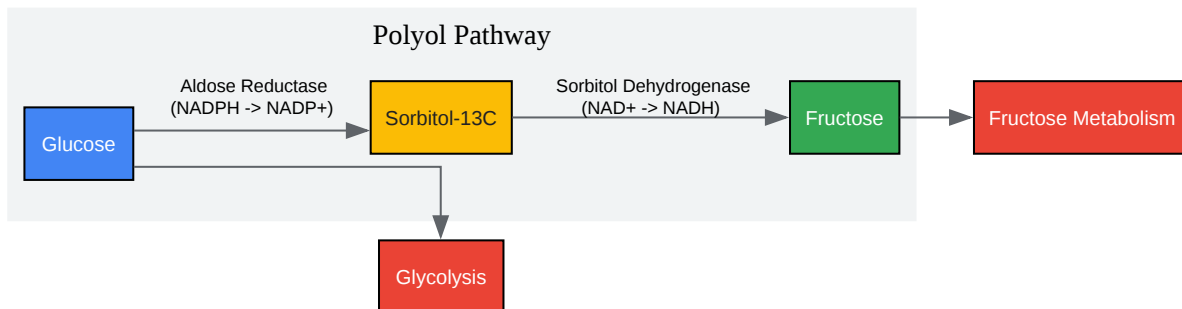 Polyol Pathway
Aldose Reductase
(NADPH -> NADP+)
Sorbitol Dehydrogenase
(NAD+ -> NADH)
Glucose
Sorbitol-13C
Fructose
Fructose Metabolism
Glycolysis